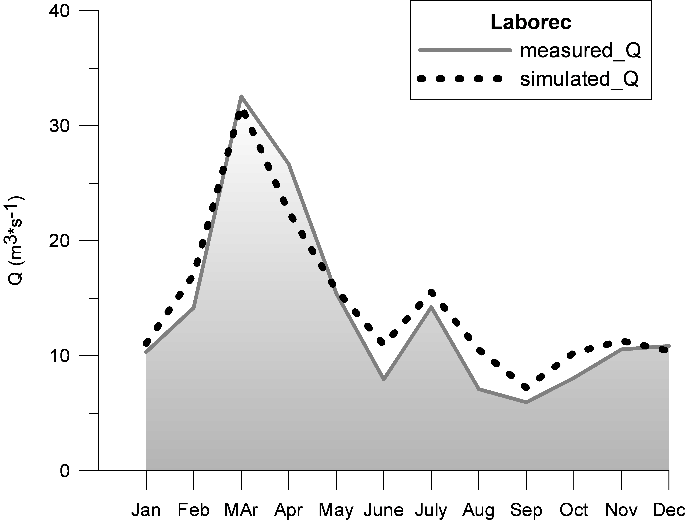 Laborec
measured_Q
simulated_Q
40
30
20
10
0
Q (m3*s-1)
Jan Feb MAr Apr May June July Aug Sep Oct Nov Dec